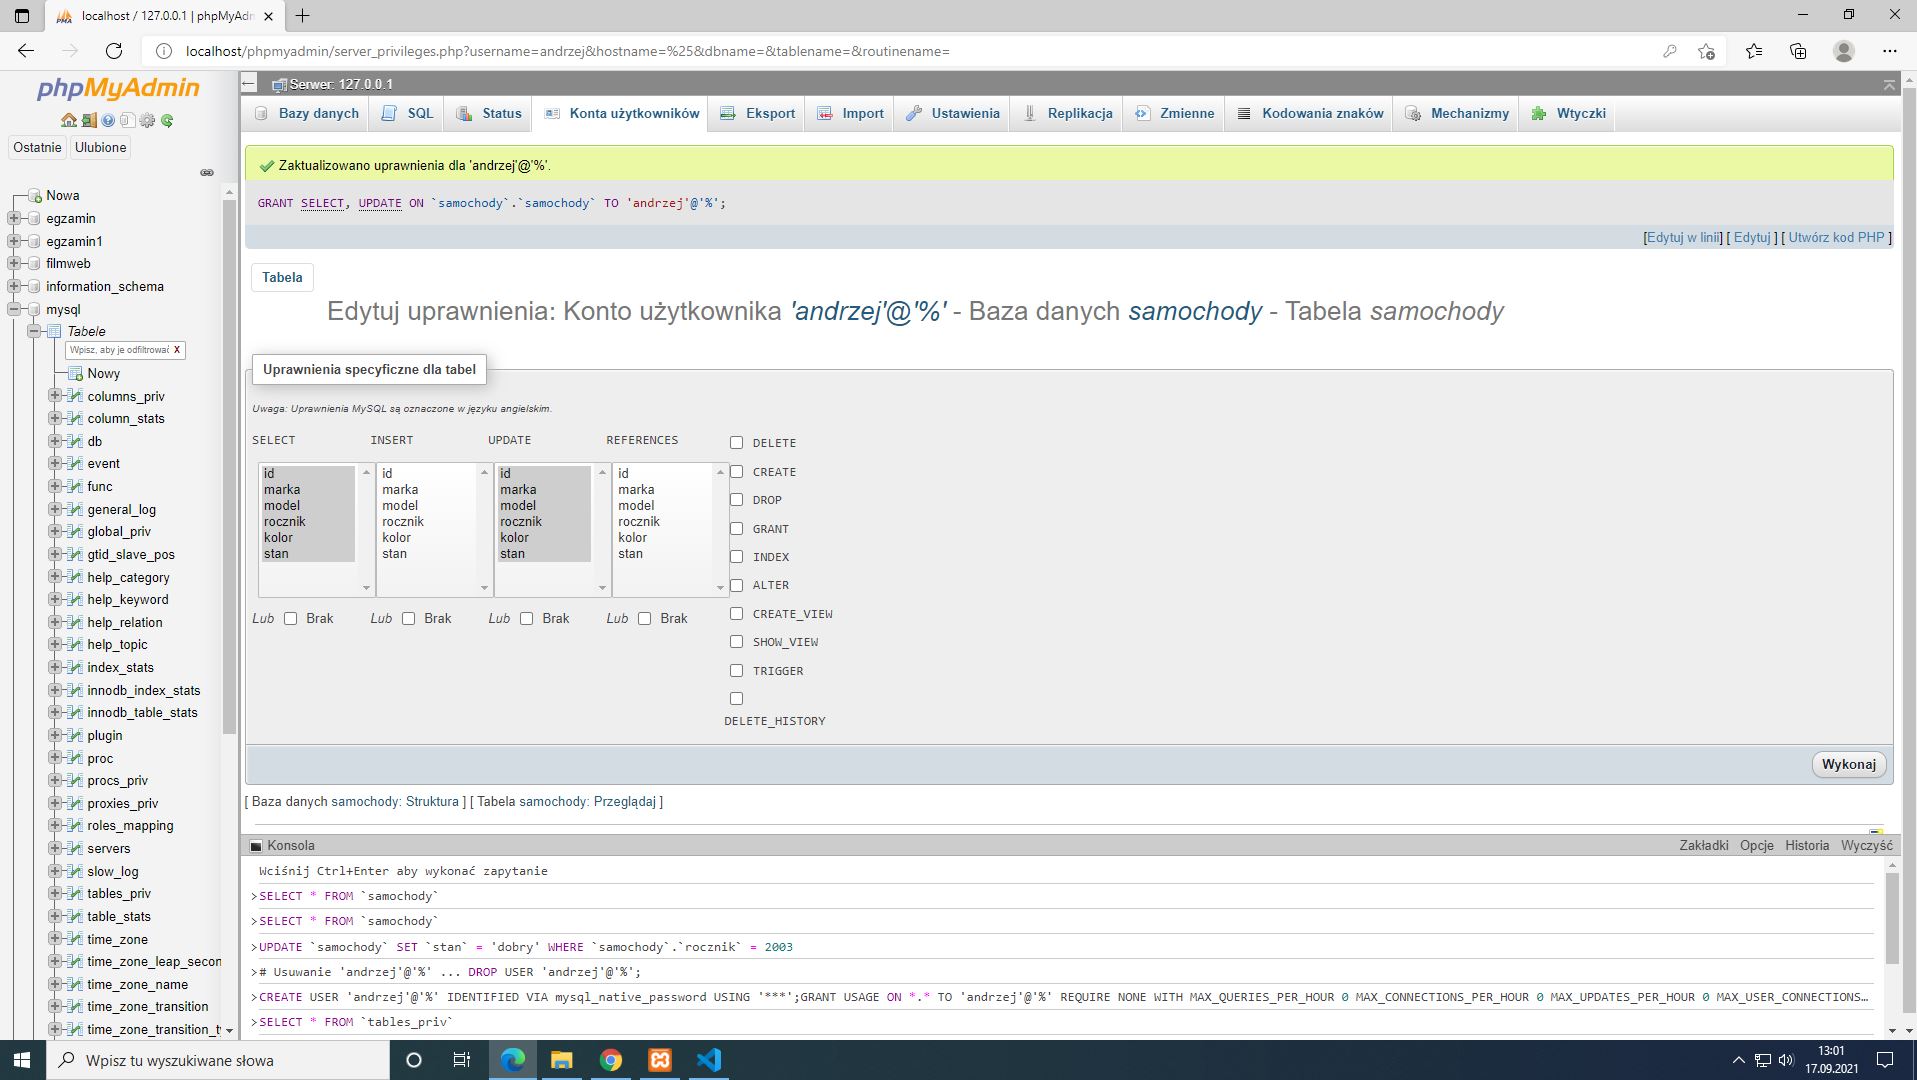 localhost / 127.0.0.1 | phpMyAdm
localhost/phpmyadmin/server_privileges.php?username=andrzej&hostname=%25&dbname=&tablename=&routinename=
phpMyAdmin
Ostatnie Ulubione
Nowa
egzamin
egzamin1
filmweb
information_schema
mysql
Tabele
Wpisz, aby je odfiltrować X
Nowy
columns_priv
column_stats
db
event
func
general_log
global_priv
gtid_slave_pos
help_category
help_keyword
help_relation
help_topic
index_stats
innodb_index_stats
innodb_table_stats
plugin
proc
procs_priv
proxies_priv
roles_mapping
servers
slow_log
tables_priv
table_stats
time_zone
time_zone_leap_secon
time_zone_name
time_zone_transition
time_zone_transition_ty
Serwer: 127.0.0.1
Bazy danych SQL Status Konta użytkowników Eksport Import Ustawienia Replikacja Zmienne Kodowania znaków Mechanizmy Wtyczki
Zaktualizowano uprawnienia dla 'andrzej'@'%'.
GRANT SELECT, UPDATE ON `samochody`.`samochody` TO 'andrzej'@'%';
[Edytuj w linii] [ Edytuj ] [ Utwórz kod PHP ]
Tabela
Edytuj uprawnienia: Konto użytkownika 'andrzej'@'%' - Baza danych samochody - Tabela samochody
Uprawnienia specyficzne dla tabel
Uwaga: Uprawnienia MySQL są oznaczone w języku angielskim.
SELECT INSERT UPDATE REFERENCES
id id id id
marka marka marka marka
model model model model
rocznik rocznik rocznik rocznik
kolor kolor kolor kolor
stan stan stan stan
Lub Brak Lub Brak Lub Brak Lub Brak
DELETE
CREATE
DROP
GRANT
INDEX
ALTER
CREATE_VIEW
SHOW_VIEW
TRIGGER
DELETE_HISTORY
Wykonaj
[ Baza danych samochody: Struktura ] [ Tabela samochody: Przeglądaj ]
Konsola Zakładki Opcje Historia Wyczyść
Wciśnij Ctrl+Enter aby wykonać zapytanie
>SELECT * FROM `samochody`
>SELECT * FROM `samochody`
>UPDATE `samochody` SET `stan` = 'dobry' WHERE `samochody`.`rocznik` = 2003
># Usuwanie 'andrzej'@'%' ... DROP USER 'andrzej'@'%';
>CREATE USER 'andrzej'@'%' IDENTIFIED VIA mysql_native_password USING '***';GRANT USAGE ON *.* TO 'andrzej'@'%' REQUIRE NONE WITH MAX_QUERIES_PER_HOUR 0 MAX_CONNECTIONS_PER_HOUR 0 MAX_UPDATES_PER_HOUR 0 MAX_USER_CONNECTIONS…
>SELECT * FROM `tables_priv`
Wpisz tu wyszukiwane słowa
13:01
17.09.2021